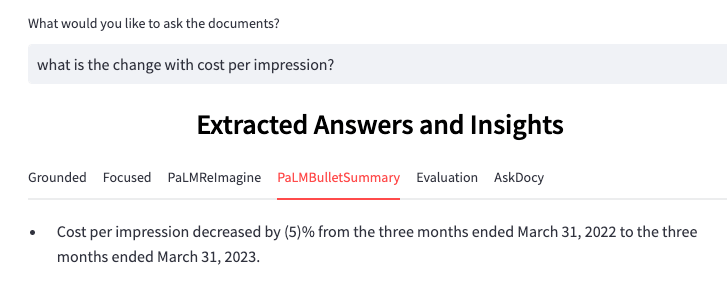 What would you like to ask the documents?
what is the change with cost per impression?
Extracted Answers and Insights
Grounded Focused PaLMReImagine PaLMBulletSummary Evaluation AskDocy
• Cost per impression decreased by (5)% from the three months ended March 31, 2022 to the three
months ended March 31, 2023.